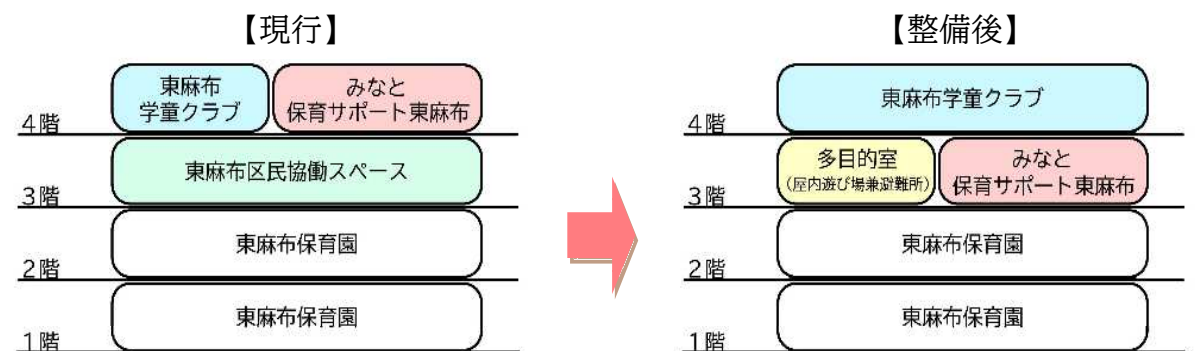 【現行】
4階
東麻布
学童クラブ
みなと
保育サポート東麻布
3階
東麻布区民協働スペース
2階
東麻布保育園
1階
東麻布保育園
【整備後】
4階
東麻布学童クラブ
3階
多目的室
(屋内遊び場兼避難所)
みなと
保育サポート東麻布
2階
東麻布保育園
1階
東麻布保育園